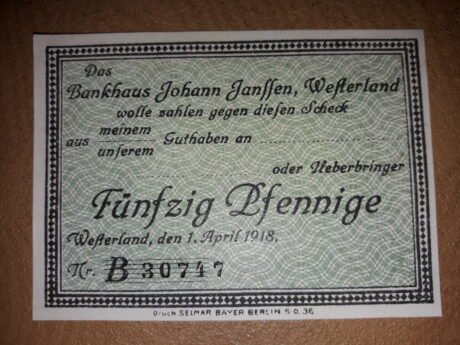 Das
Bankhaus Johann Janssen, Westerland
wolle zahlen gegen diesen Scheck
aus meinem
unserem Guthaben an
oder Ueberbringer
Fünfzig Pfennige
Westerland, den 1. April 1918.
Nr. B 30747
Druck SELMAR BAYER BERLIN S.O. 36